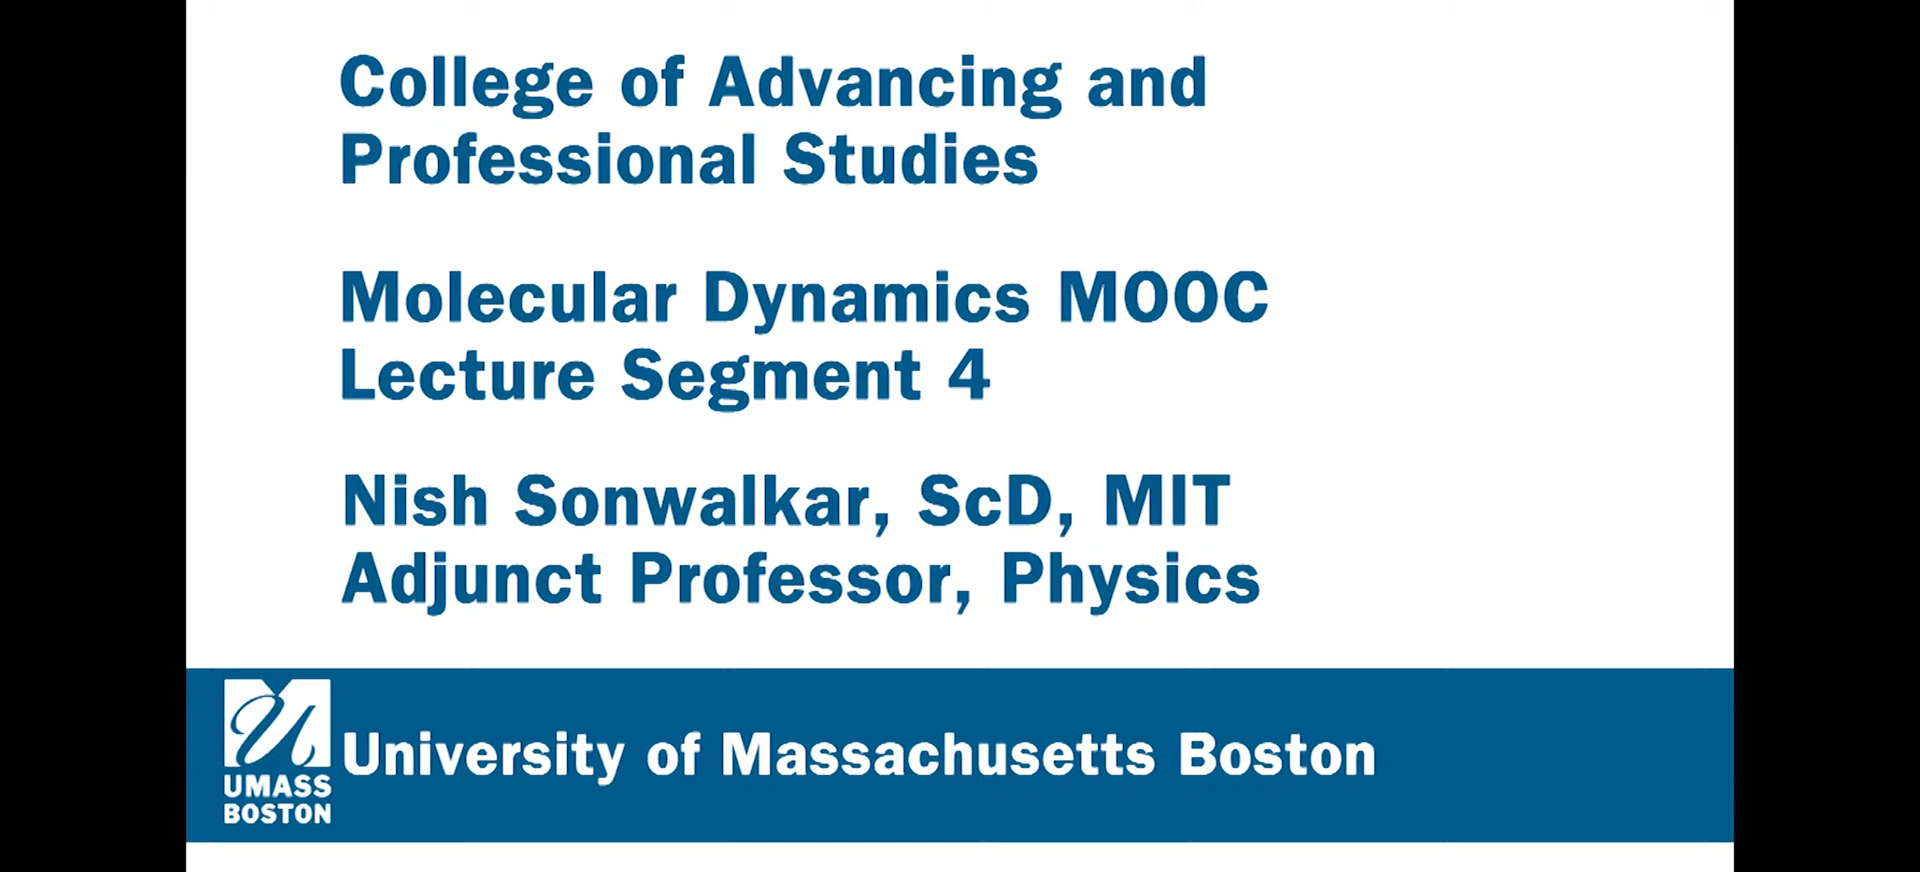 College of Advancing and
Professional Studies
Molecular Dynamics MOOC
Lecture Segment 4
Nish Sonwalkar, ScD, MIT
Adjunct Professor, Physics
University of Massachusetts Boston
UMASS
BOSTON